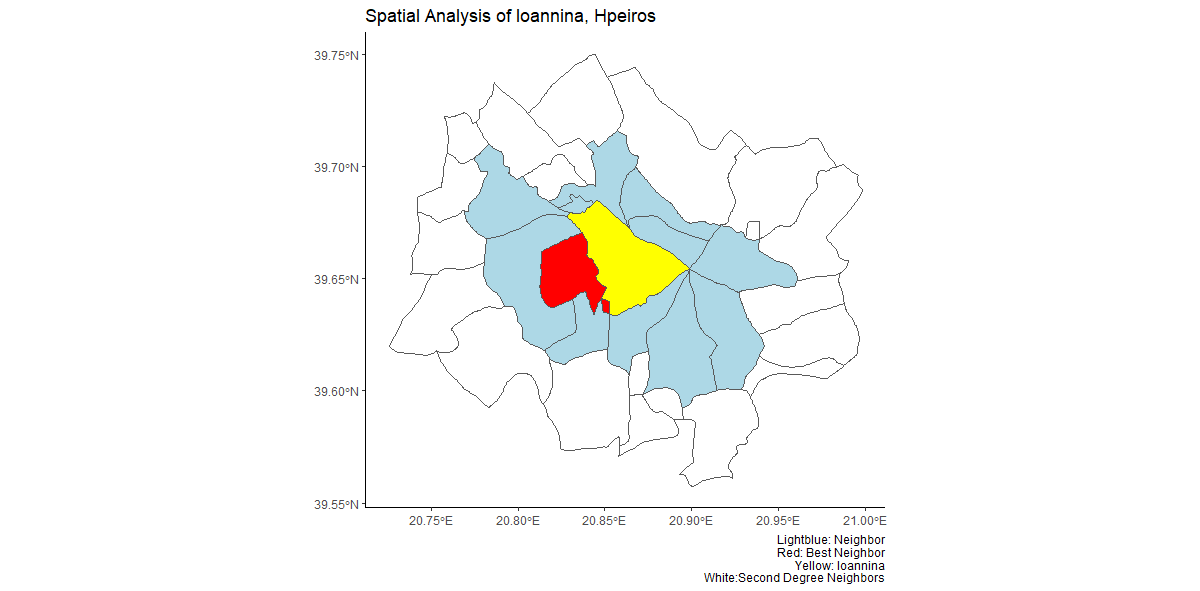 Spatial Analysis of Ioannina, Hpeiros
39.75°N
39.70°N
39.65°N
39.60°N
39.55°N
20.75°E 20.80°E 20.85°E 20.90°E 20.95°E 21.00°E
Lightblue: Neighbor
Red: Best Neighbor
Yellow: Ioannina
White:Second Degree Neighbors